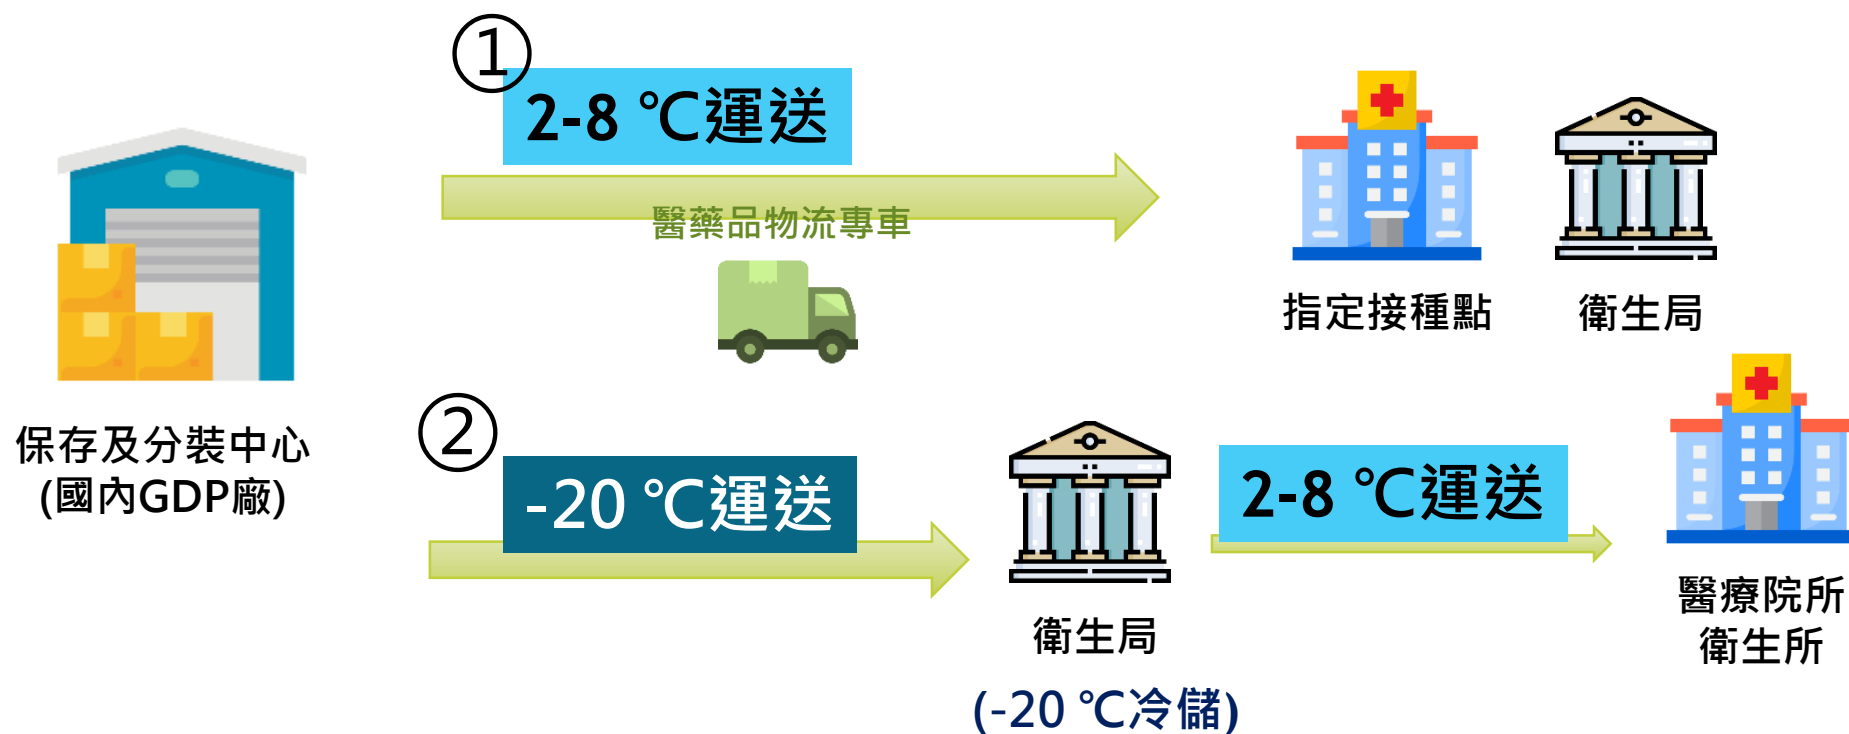 ①
2-8 ℃運送
醫藥品物流專車
指定接種點
衛生局
保存及分裝中心
(國內GDP廠)
②
-20 ℃運送
衛生局
(-20 ℃冷儲)
2-8 ℃運送
醫療院所
衛生所